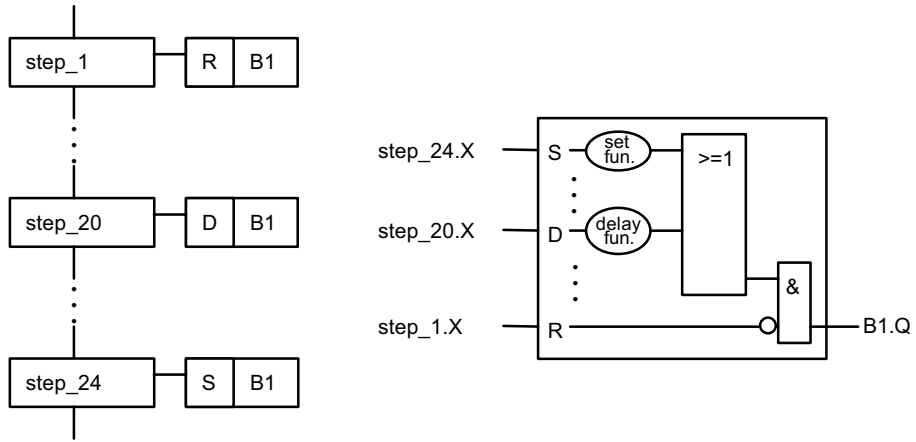 step_1 R B1
step_20 D B1
step_24 S B1
step_24.X S set fun. >=1
step_20.X D delay fun.
&
step_1.X R B1.Q